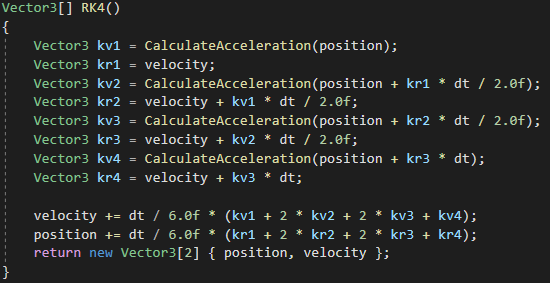 Vector3[] RK4()
{
    Vector3 kv1 = CalculateAcceleration(position);
    Vector3 kr1 = velocity;
    Vector3 kv2 = CalculateAcceleration(position + kr1 * dt / 2.0f);
    Vector3 kr2 = velocity + kv1 * dt / 2.0f;
    Vector3 kv3 = CalculateAcceleration(position + kr2 * dt / 2.0f);
    Vector3 kr3 = velocity + kv2 * dt / 2.0f;
    Vector3 kv4 = CalculateAcceleration(position + kr3 * dt);
    Vector3 kr4 = velocity + kv3 * dt;

    velocity += dt / 6.0f * (kv1 + 2 * kv2 + 2 * kv3 + kv4);
    position += dt / 6.0f * (kr1 + 2 * kr2 + 2 * kr3 + kr4);
    return new Vector3[2] { position, velocity };
}